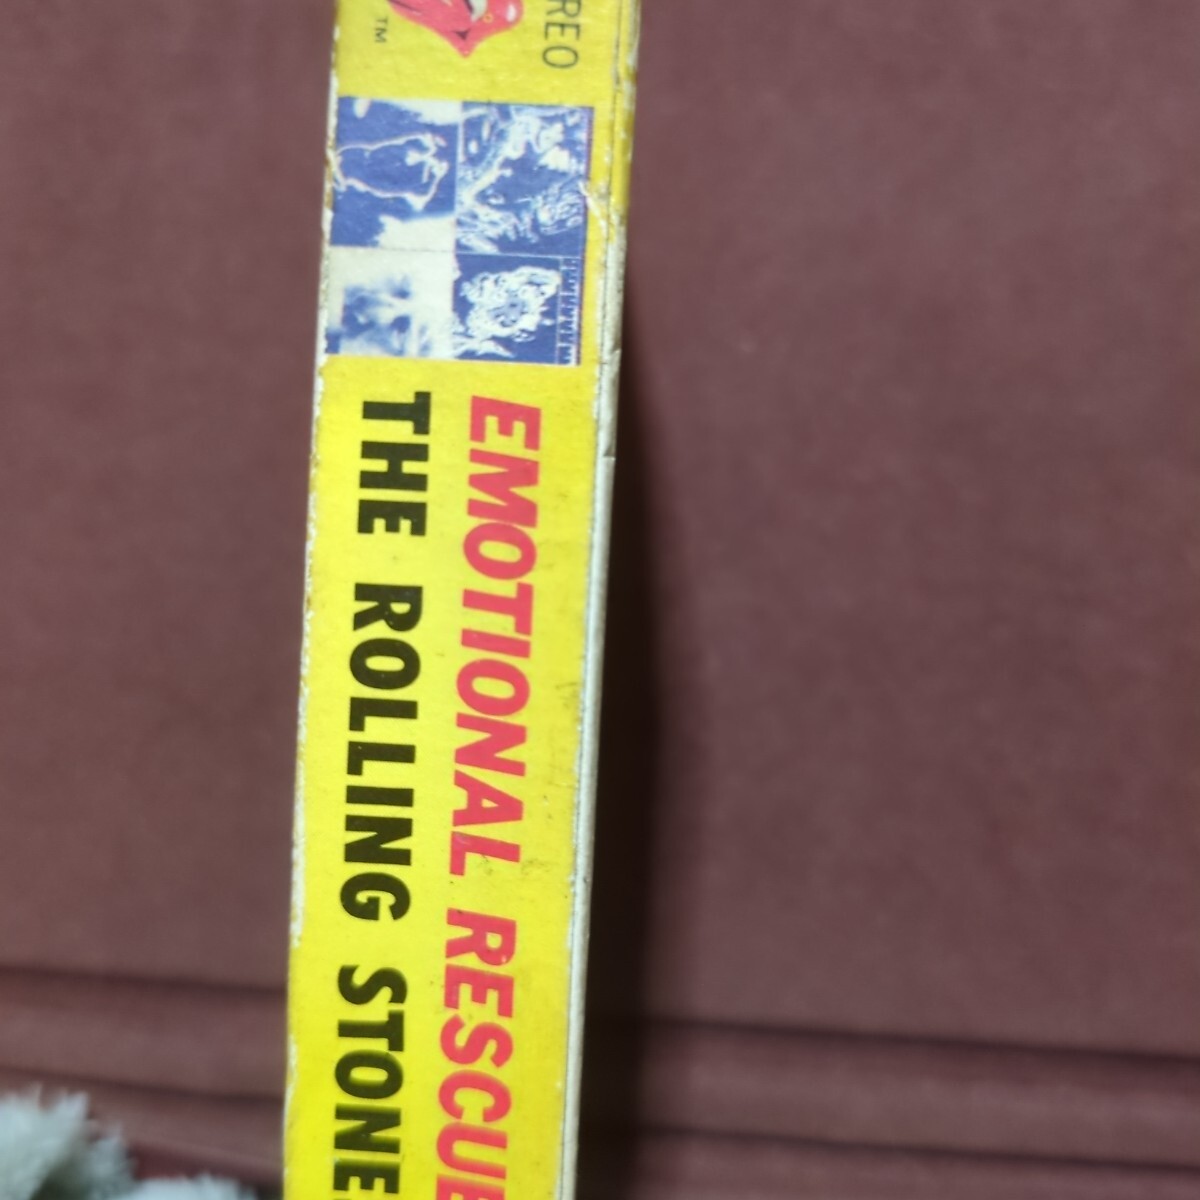 REO
TM
EMOTIONAL RESCUE
THE ROLLING STONE